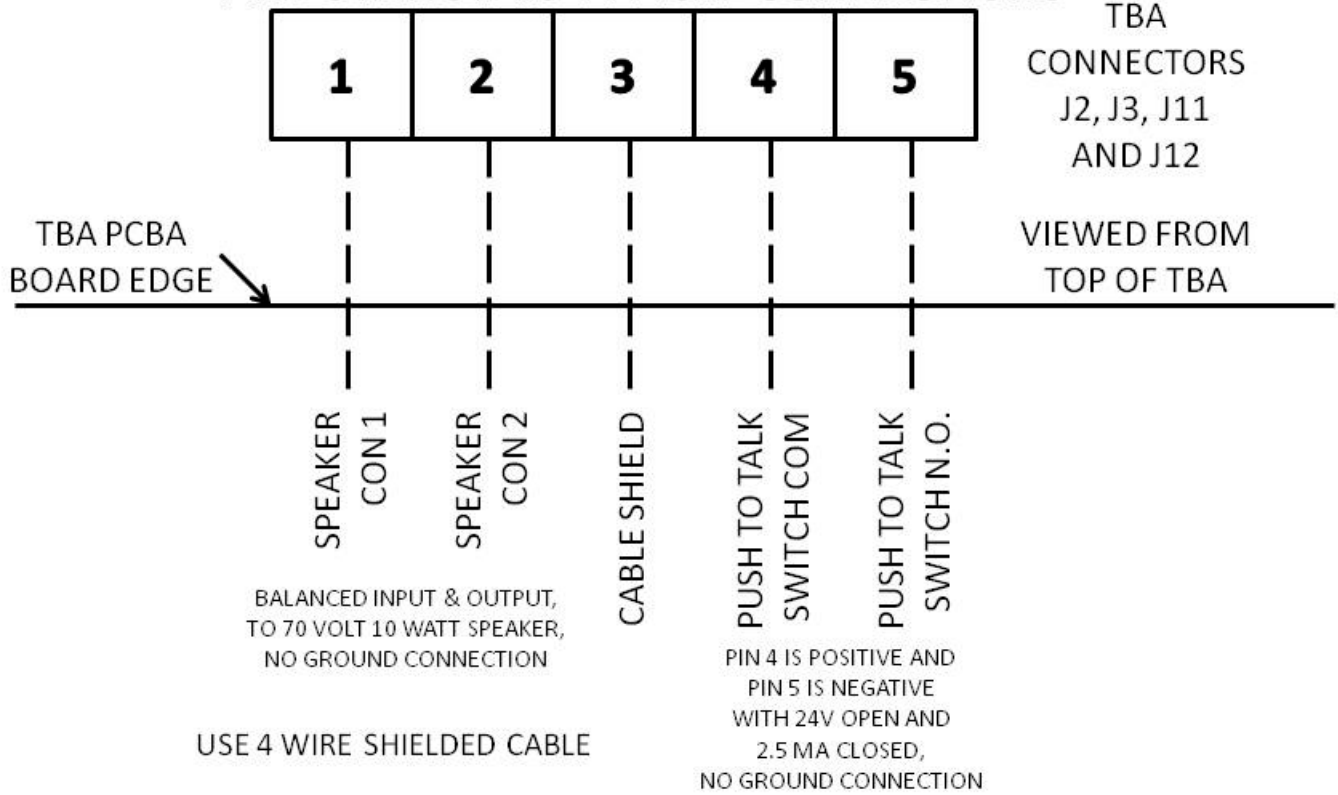 1 2 3 4 5
TBA
CONNECTORS
J2, J3, J11
AND J12
TBA PCBA
BOARD EDGE
VIEWED FROM
TOP OF TBA
SPEAKER
CON 1
SPEAKER
CON 2
CABLE SHIELD
PUSH TO TALK
SWITCH COM
PUSH TO TALK
SWITCH N.O.
BALANCED INPUT & OUTPUT,
TO 70 VOLT 10 WATT SPEAKER,
NO GROUND CONNECTION
PIN 4 IS POSITIVE AND
PIN 5 IS NEGATIVE
WITH 24V OPEN AND
2.5 MA CLOSED,
NO GROUND CONNECTION
USE 4 WIRE SHIELDED CABLE